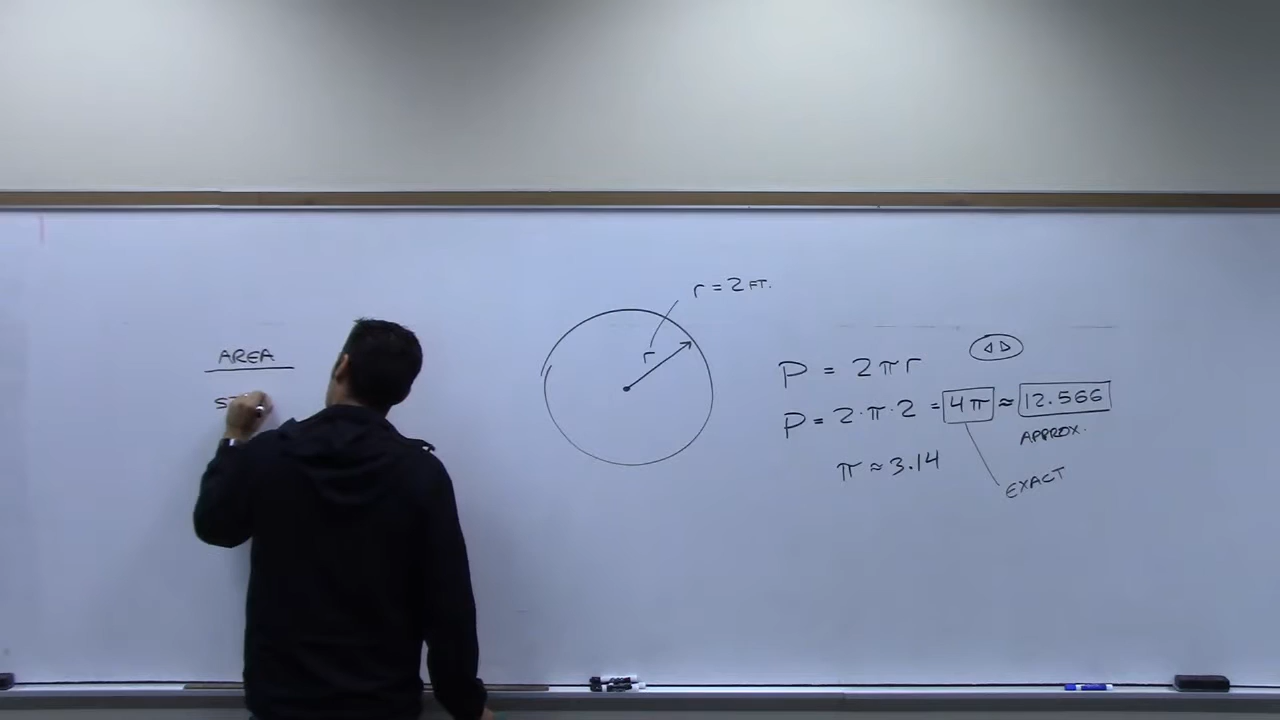 AREA
r = 2 FT.
r
P = 2πr
P = 2·π·2 = 4π ≈ 12.566
APPROX.
π ≈ 3.14
EXACT